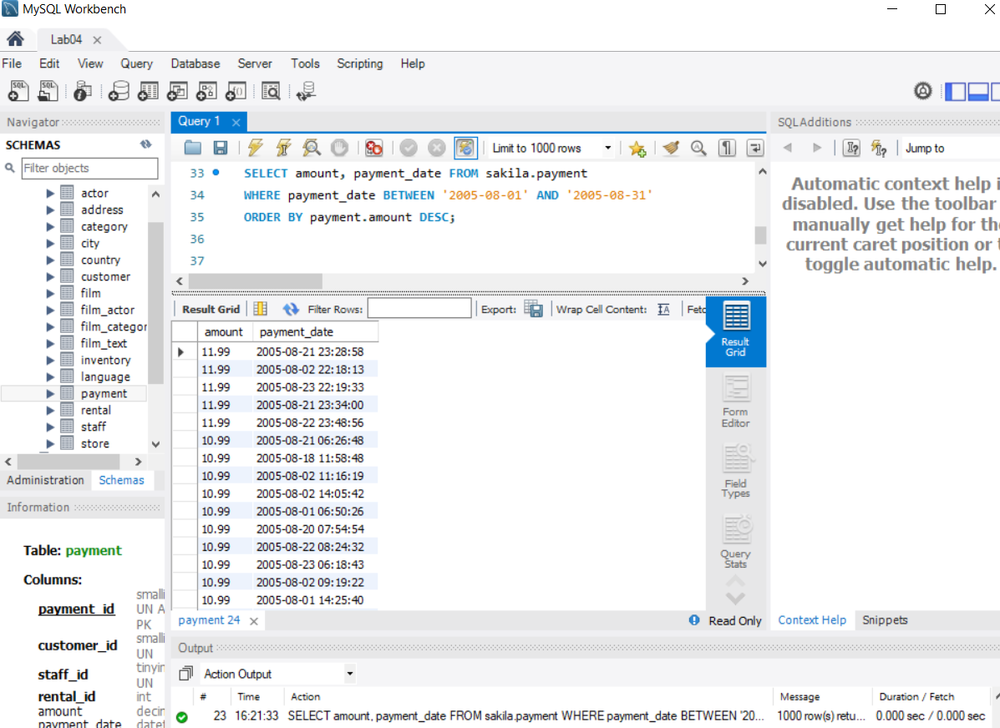 MySQL Workbench
Lab04
File Edit View Query Database Server Tools Scripting Help
Navigator
SCHEMAS
Filter objects
actor
address
category
city
country
customer
film
film_actor
film_categor
film_text
inventory
language
payment
rental
staff
store
Administration Schemas
Information
Table: payment
Columns:
payment_id smalli
UN A
PK
customer_id smalli
UN
staff_id tinyin
UN
rental_id int
amount decin
payment_date datet
Query 1
Limit to 1000 rows
33 SELECT amount, payment_date FROM sakila.payment
34 WHERE payment_date BETWEEN '2005-08-01' AND '2005-08-31'
35 ORDER BY payment.amount DESC;
36
37
Result Grid Filter Rows: Export: Wrap Cell Content: Fetc
amount payment_date
11.99 2005-08-21 23:28:58
11.99 2005-08-02 22:18:13
11.99 2005-08-23 22:19:33
11.99 2005-08-21 23:34:00
11.99 2005-08-22 23:48:56
10.99 2005-08-21 06:26:48
10.99 2005-08-18 11:58:48
10.99 2005-08-02 11:16:19
10.99 2005-08-02 14:05:42
10.99 2005-08-01 06:50:26
10.99 2005-08-20 07:54:54
10.99 2005-08-22 08:24:32
10.99 2005-08-23 06:18:43
10.99 2005-08-02 09:19:22
10.99 2005-08-01 14:25:40
Result
Grid
Form
Editor
Field
Types
Query
Stats
payment 24
Read Only
SQLAdditions
Jump to
Automatic context help i
disabled. Use the toolbar
manually get help for the
current caret position or t
toggle automatic help.
Context Help Snippets
Output
Action Output
# Time Action Message Duration / Fetch
23 16:21:33 SELECT amount, payment_date FROM sakila.payment WHERE payment_date BETWEEN '20... 1000 row(s) retu... 0.000 sec / 0.000 sec